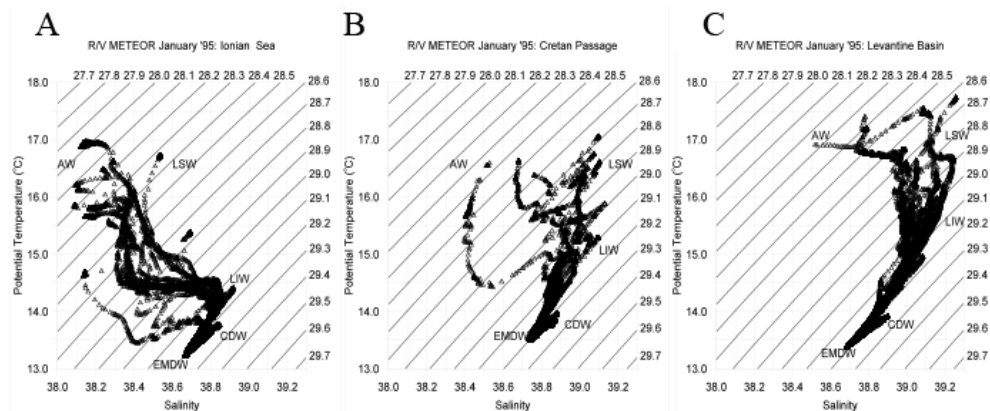 A
R/V METEOR January '95: Ionian Sea
27.7 27.8 27.9 28.0 28.1 28.2 28.3 28.4 28.5
28.6
28.7
28.8
28.9
29.0
29.1
29.2
29.3
29.4
29.5
29.6
29.7
Potential Temperature (°C)
18.0
17.0
16.0
15.0
14.0
13.0
AW
LSW
LIW
CDW
EMDW
38.0 38.2 38.4 38.6 38.8 39.0 39.2
Salinity
B
R/V METEOR January '95: Cretan Passage
27.7 27.8 27.9 28.0 28.1 28.2 28.3 28.4 28.5
28.6
28.7
28.8
28.9
29.0
29.1
29.2
29.3
29.4
29.5
29.6
29.7
Potential Temperature (°C)
18.0
17.0
16.0
15.0
14.0
13.0
AW
LSW
LIW
CDW
EMDW
38.0 38.2 38.4 38.6 38.8 39.0 39.2
Salinity
C
R/V METEOR January '95: Levantine Basin
27.7 27.8 27.9 28.0 28.1 28.2 28.3 28.4 28.5
28.6
28.7
28.8
28.9
29.0
29.1
29.2
29.3
29.4
29.5
29.6
29.7
Potential Temperature (°C)
18.0
17.0
16.0
15.0
14.0
13.0
AW
LSW
LIW
CDW
EMDW
38.0 38.2 38.4 38.6 38.8 39.0 39.2
Salinity